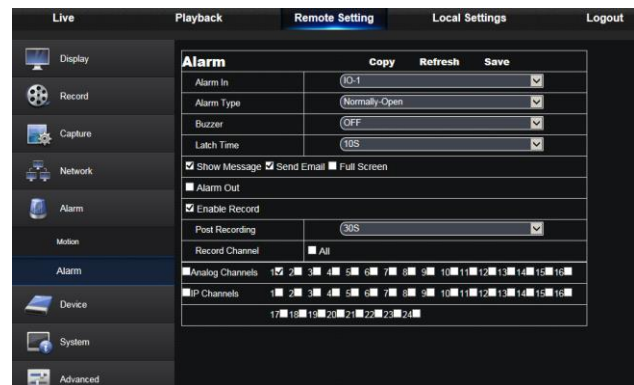 Live Playback Remote Setting Local Settings Logout
Display
Record
Capture
Network
Alarm
Motion
Alarm
Device
System
Advanced
Alarm Copy Refresh Save
Alarm In IO-1
Alarm Type Normally-Open
Buzzer OFF
Latch Time 10S
Show Message Send Email Full Screen
Alarm Out
Enable Record
Post Recording 30S
Record Channel All
Analog Channels 1 2 3 4 5 6 7 8 9 10 11 12 13 14 15 16
IP Channels 1 2 3 4 5 6 7 8 9 10 11 12 13 14 15 16
17 18 19 20 21 22 23 24